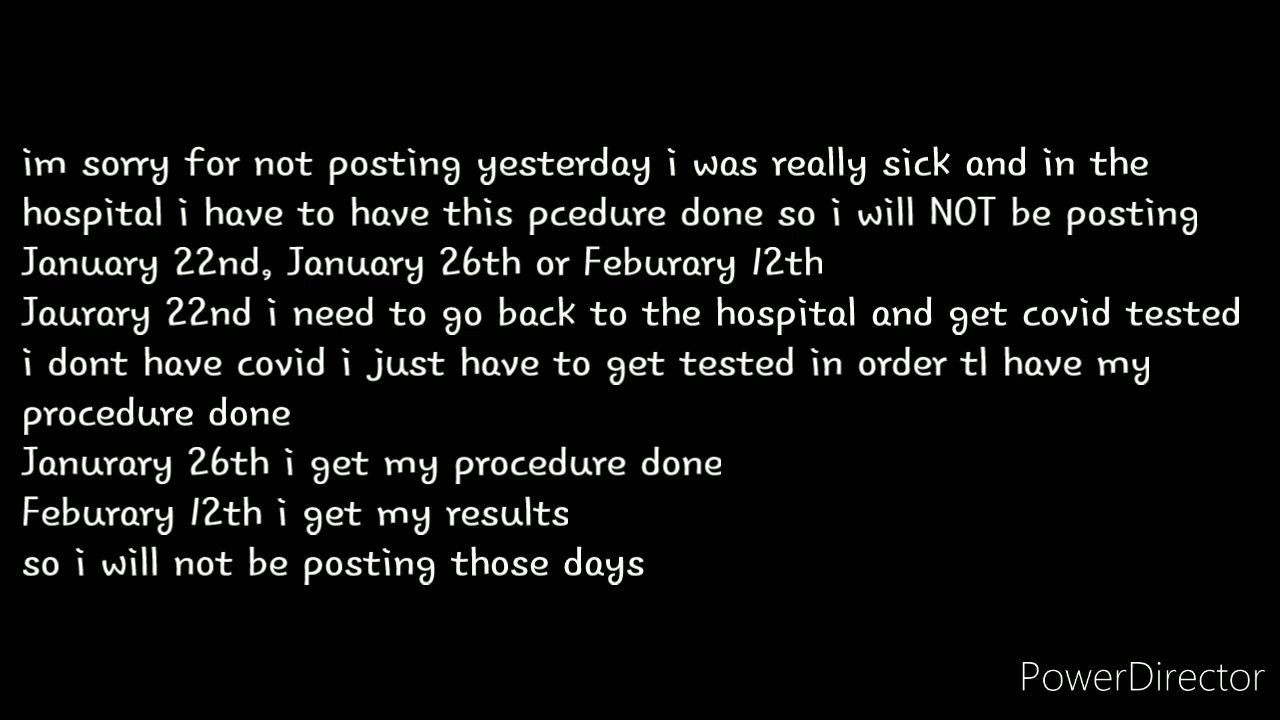 im sorry for not posting yesterday i was really sick and in the
hospital i have to have this pcedure done so i will NOT be posting
January 22nd, January 26th or Feburary 12th
Jaurary 22nd i need to go back to the hospital and get covid tested
i dont have covid i just have to get tested in order tl have my
procedure done
Janurary 26th i get my procedure done
Feburary 12th i get my results
so i will not be posting those days
PowerDirector